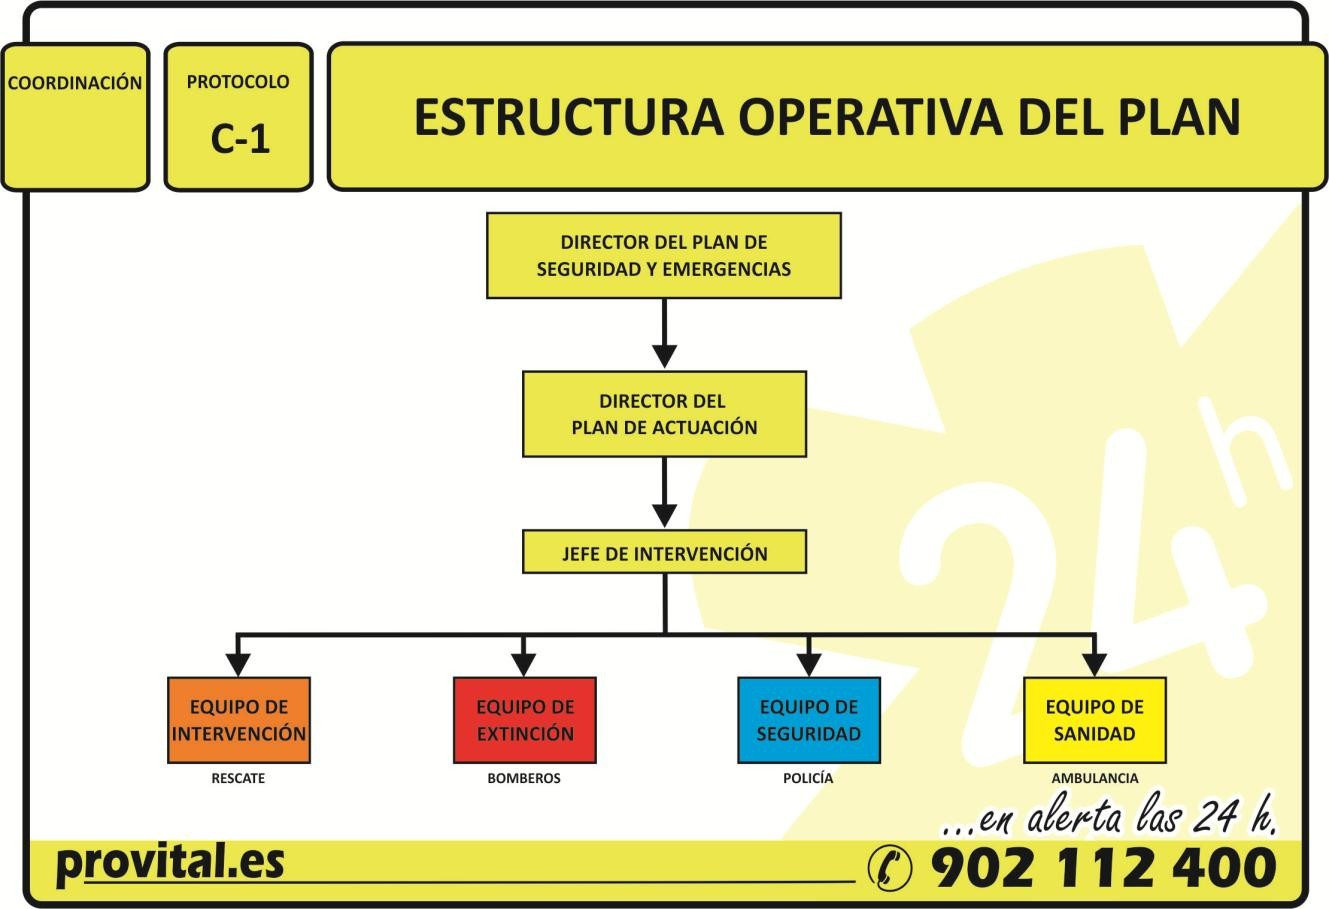 COORDINACIÓN
PROTOCOLO
C-1
ESTRUCTURA OPERATIVA DEL PLAN
DIRECTOR DEL PLAN DE
SEGURIDAD Y EMERGENCIAS
DIRECTOR DEL
PLAN DE ACTUACIÓN
JEFE DE INTERVENCIÓN
24h
EQUIPO DE
INTERVENCIÓN
RESCATE
EQUIPO DE
EXTINCIÓN
BOMBEROS
EQUIPO DE
SEGURIDAD
POLICÍA
EQUIPO DE
SANIDAD
AMBULANCIA
...en alerta las 24 h.
provital.es
902 112 400